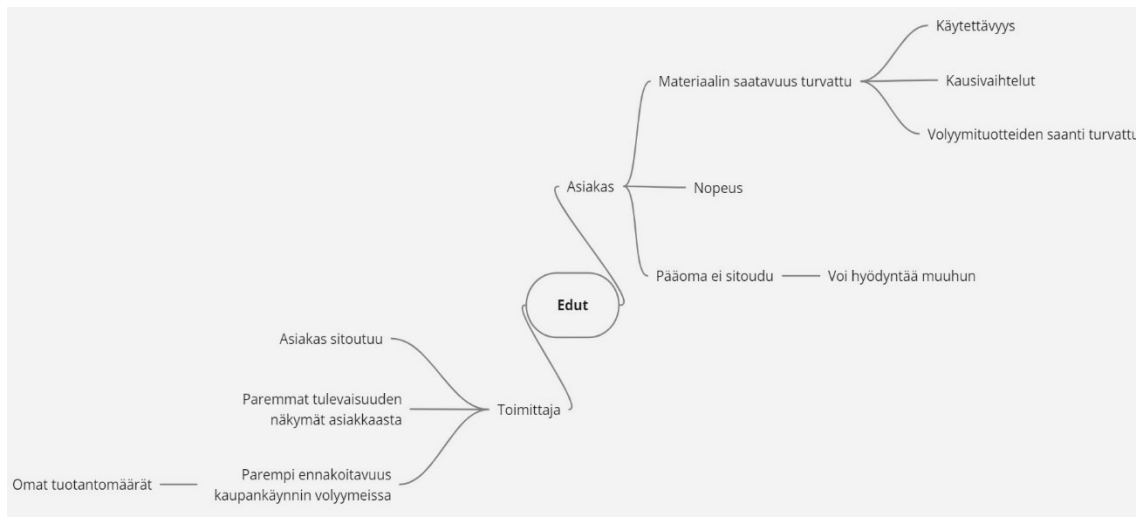 Käytettävyys
Materiaalin saatavuus turvattu
Kausivaihtelut
Volyymituotteiden saanti turvattu
Asiakas
Nopeus
Pääoma ei sitoudu
Voi hyödyntää muuhun
Edut
Asiakas sitoutuu
Paremmat tulevaisuuden
näkymät asiakkaasta
Toimittaja
Parempi ennakoitavuus
kaupankäynnin volyymeissa
Omat tuotantomäärät